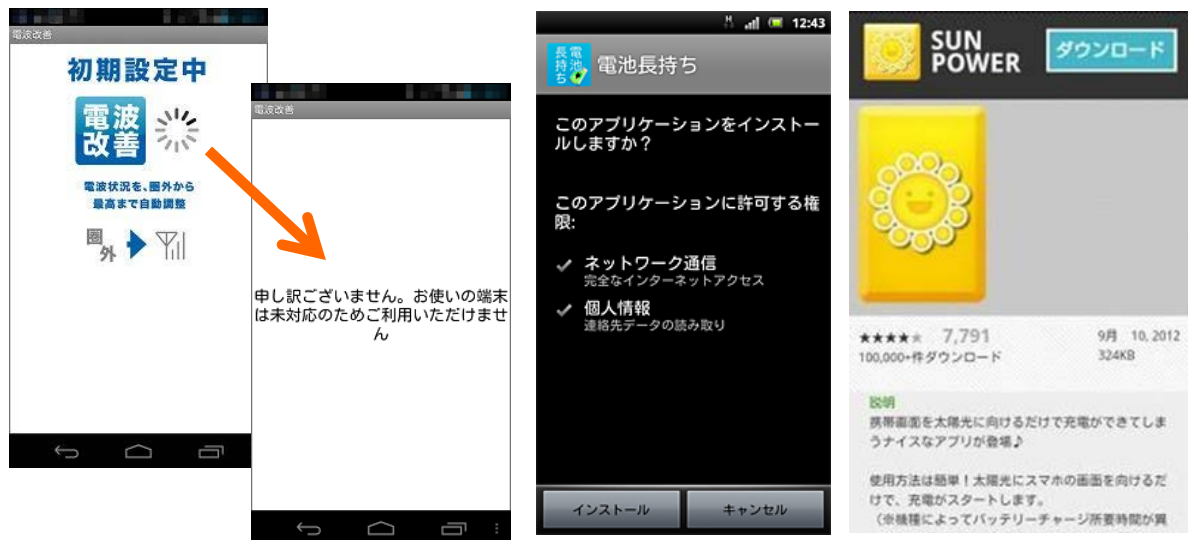 電波改善
初期設定中
電波
改善
電波状況を、圏外から
最高まで自動調整
圏外
電波改善
申し訳ございません。お使いの端末
は未対応のためご利用いただけませ
ん
12:43
電池長持ち
電池長持ち
このアプリケーションをインストー
ルしますか？
このアプリケーションに許可する権
限:
ネットワーク通信
完全なインターネットアクセス
個人情報
連絡先データの読み取り
インストール
キャンセル
SUN
POWER
ダウンロード
★★★★★ 7,791
9月 10, 2012
100,000+件ダウンロード
324KB
説明
携帯画面を太陽光に向けるだけで充電ができてしま
うナイスなアプリが登場♪
使用方法は簡単！太陽光にスマホの画面を向けるだ
けで、充電がスタートします。
（※機種によってバッテリーチャージ所要時間が異